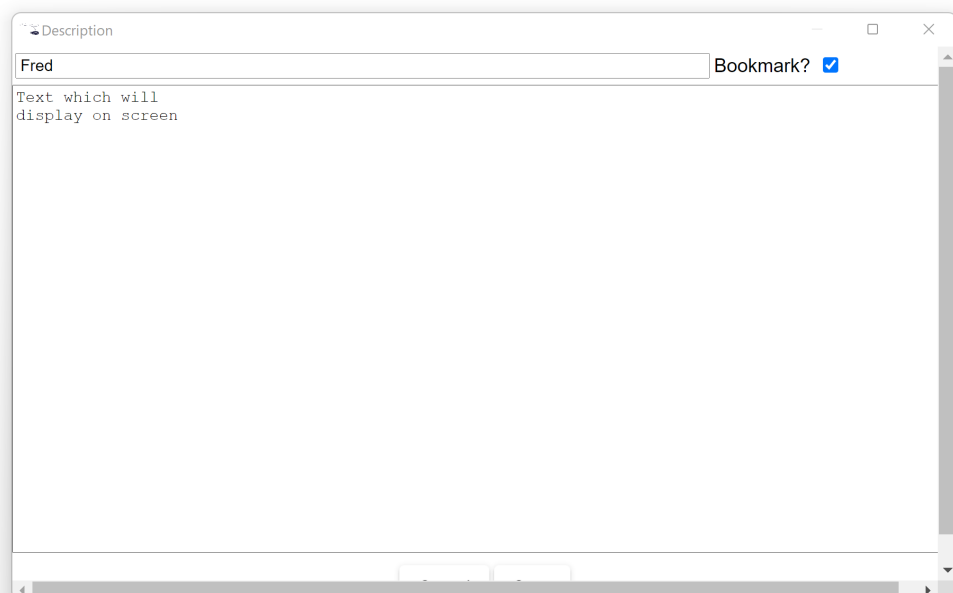 Description
Fred
Bookmark?
Text which will
display on screen